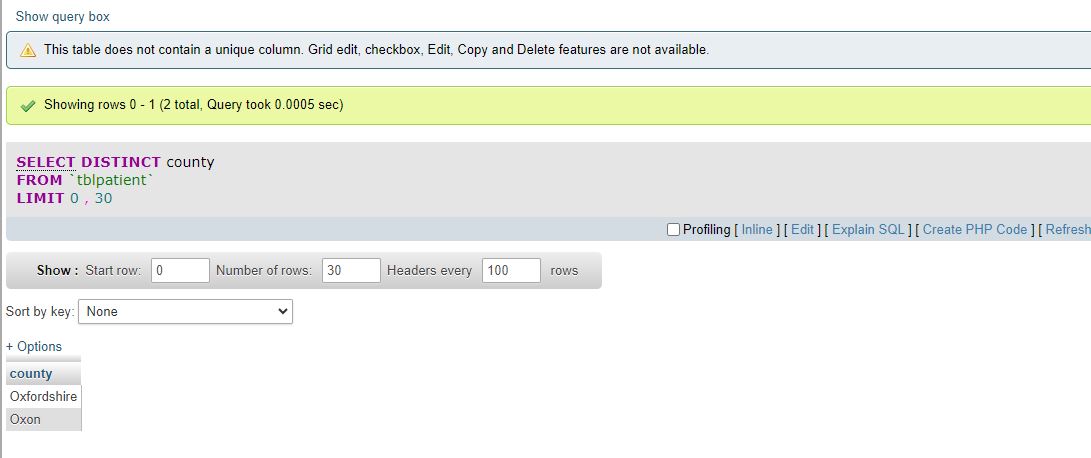 Show query box
This table does not contain a unique column. Grid edit, checkbox, Edit, Copy and Delete features are not available.
Showing rows 0 - 1 (2 total, Query took 0.0005 sec)
SELECT DISTINCT county
FROM `tblpatient`
LIMIT 0 , 30
Profiling [ Inline ] [ Edit ] [ Explain SQL ] [ Create PHP Code ] [ Refresh
Show : Start row: 0 Number of rows: 30 Headers every 100 rows
Sort by key: None
+ Options
county
Oxfordshire
Oxon